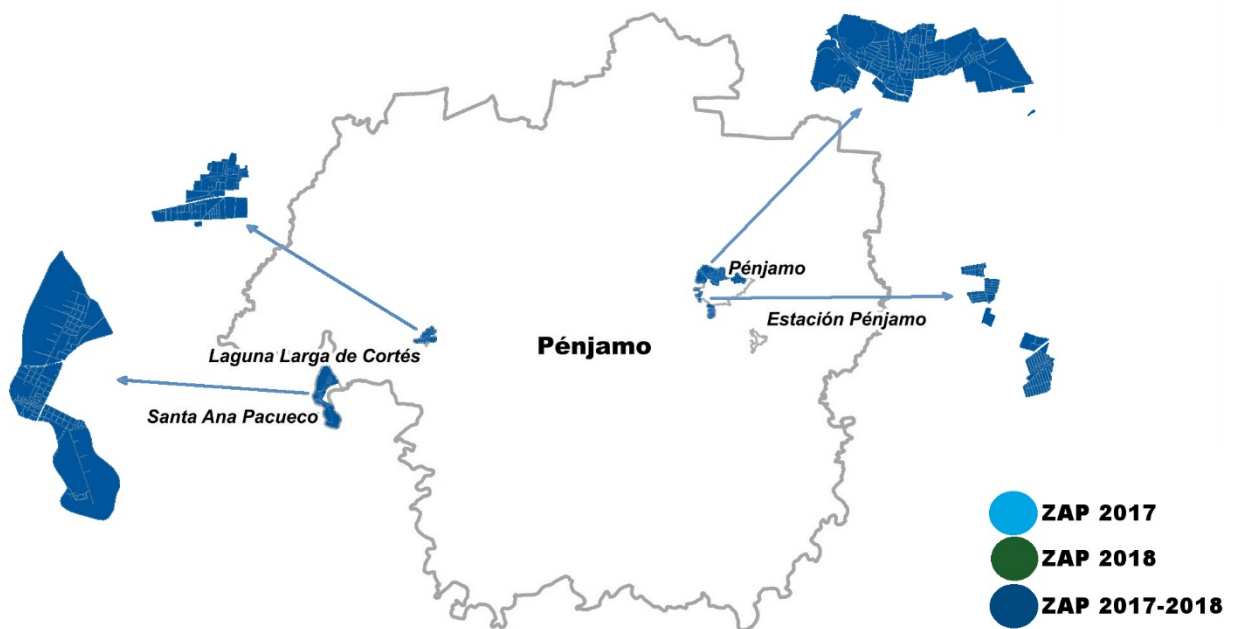 Pénjamo
Estación Pénjamo
Pénjamo
Laguna Larga de Cortés
Santa Ana Pacueco
ZAP 2017
ZAP 2018
ZAP 2017-2018